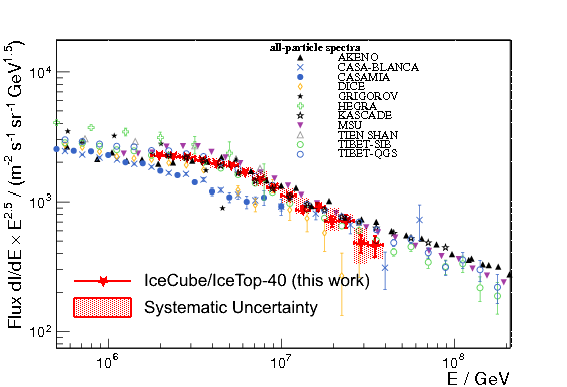 all-particle spectra
AKENO
CASA-BLANCA
CASAMIA
DICE
GRIGOROV
HEGRA
KASCADE
MSU
TIEN SHAN
TIBET-SIB
TIBET-QGS
10⁴
10³
10²
Flux dI/dE × E^2.5 / (m⁻² s⁻¹ sr⁻¹ GeV^1.5)
IceCube/IceTop-40 (this work)
Systematic Uncertainty
10⁶ 10⁷ 10⁸
E / GeV